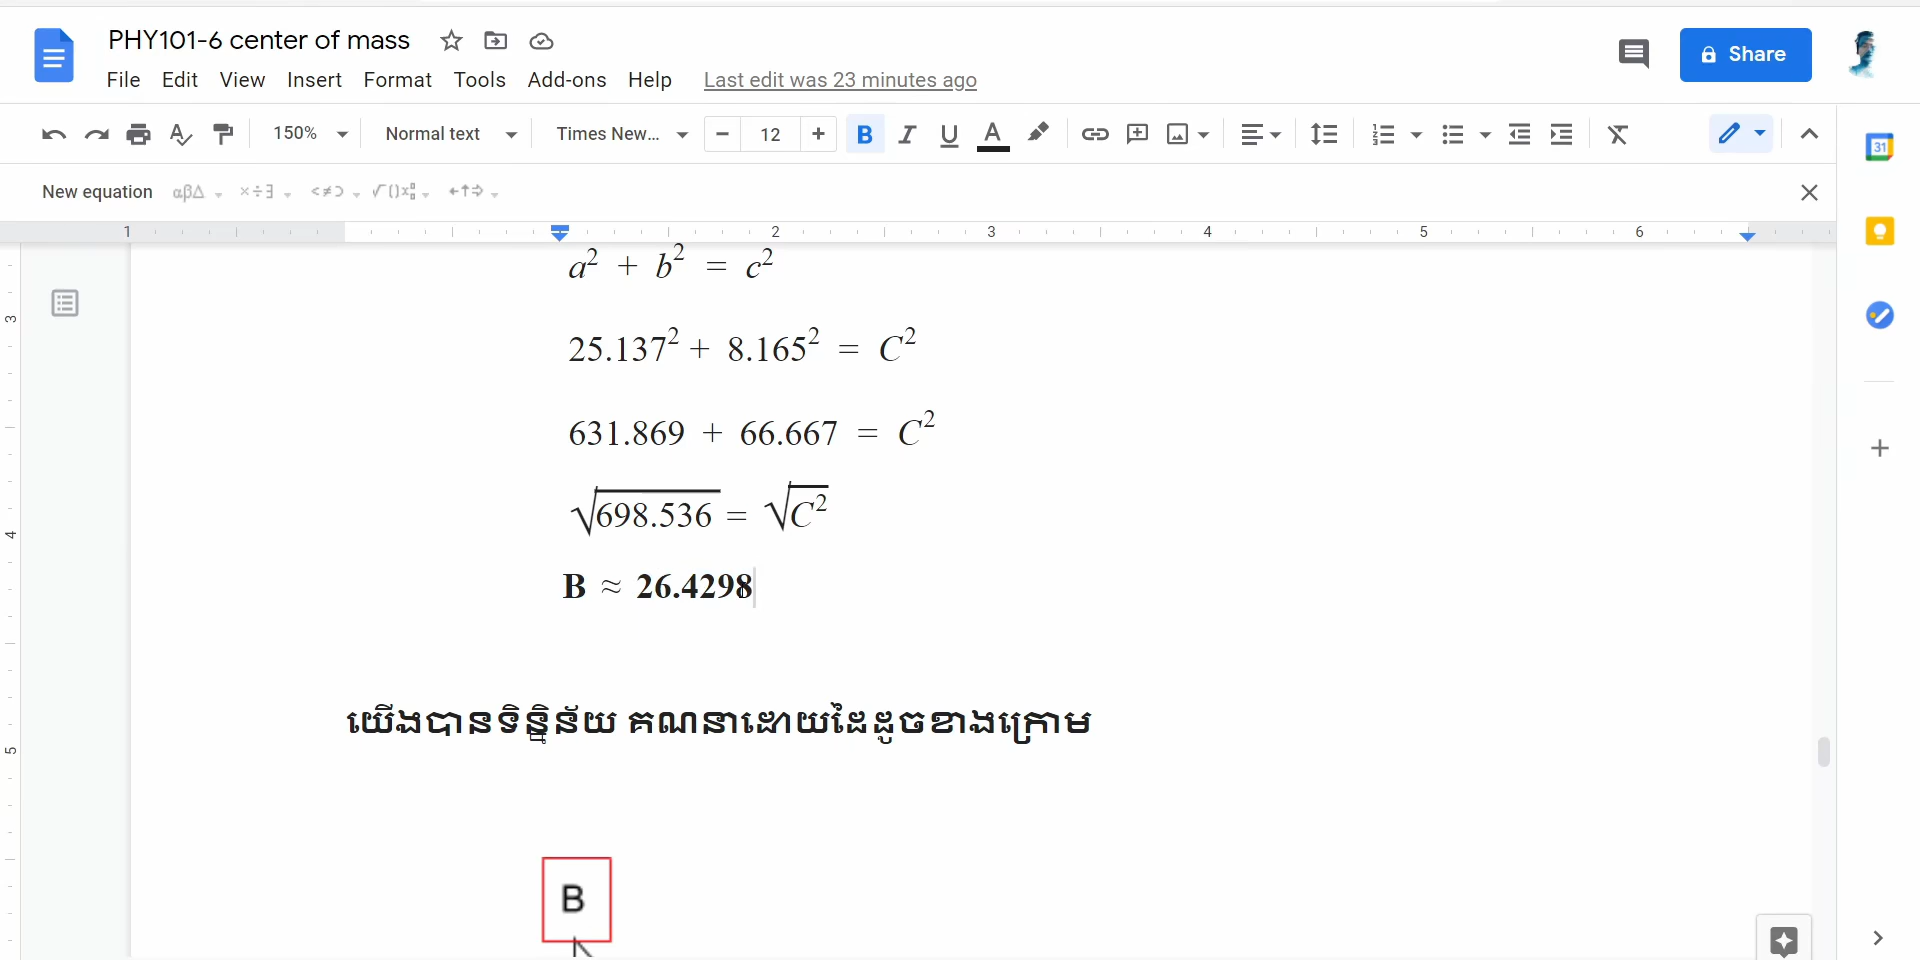 PHY101-6 center of mass
Share
File Edit View Insert Format Tools Add-ons Help Last edit was 23 minutes ago
150% Normal text Times New... − 12 + B I U A
New equation αβΔ ×÷∃ <≠⊃ √()x ←↑⇒
1 2 3 4 5 6
31
a² + b² = c²
3
25.137² + 8.165² = C²
631.869 + 66.667 = C²
√698.536 = √C²
4
B ≈ 26.4298
យើងបានទិន្និន័យ គណនាដោយដៃដូចខាងក្រោម
5
B